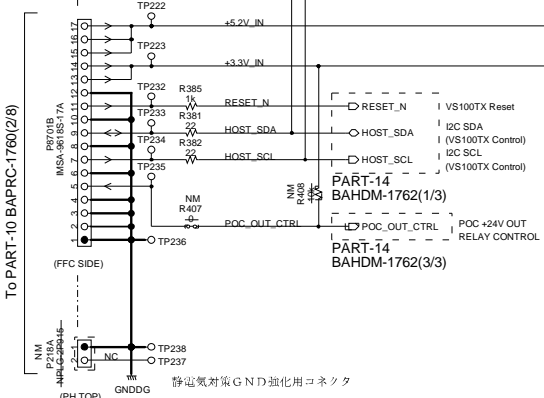 TP222
+5.2V_IN
TP223
+3.3V_IN
17
16
15
14
13
12
11
10
9
8
7
6
5
4
3
2
1
P8701B
IMSA-9618S-17A
To PART-10 BAPRC-1760(2/8)
TP232
R385
1k
RESET_N
TP233
R381
22
HOST_SDA
TP234
R382
22
HOST_SCL
TP235
NM
R407
0
POC_OUT_CTRL
TP236
NM
R408
10k
RESET_N
VS100TX Reset
HOST_SDA
I2C SDA
(VS100TX Control)
HOST_SCL
I2C SCL
(VS100TX Control)
PART-14
BAHDM-1762(1/3)
POC_OUT_CTRL
POC +24V OUT
RELAY CONTROL
PART-14
BAHDM-1762(3/3)
(FFC SIDE)
NM
P218A
1
2
NC
TP238
TP237
GNDDG
静電気対策GND強化用コネクタ
(PH TOP)